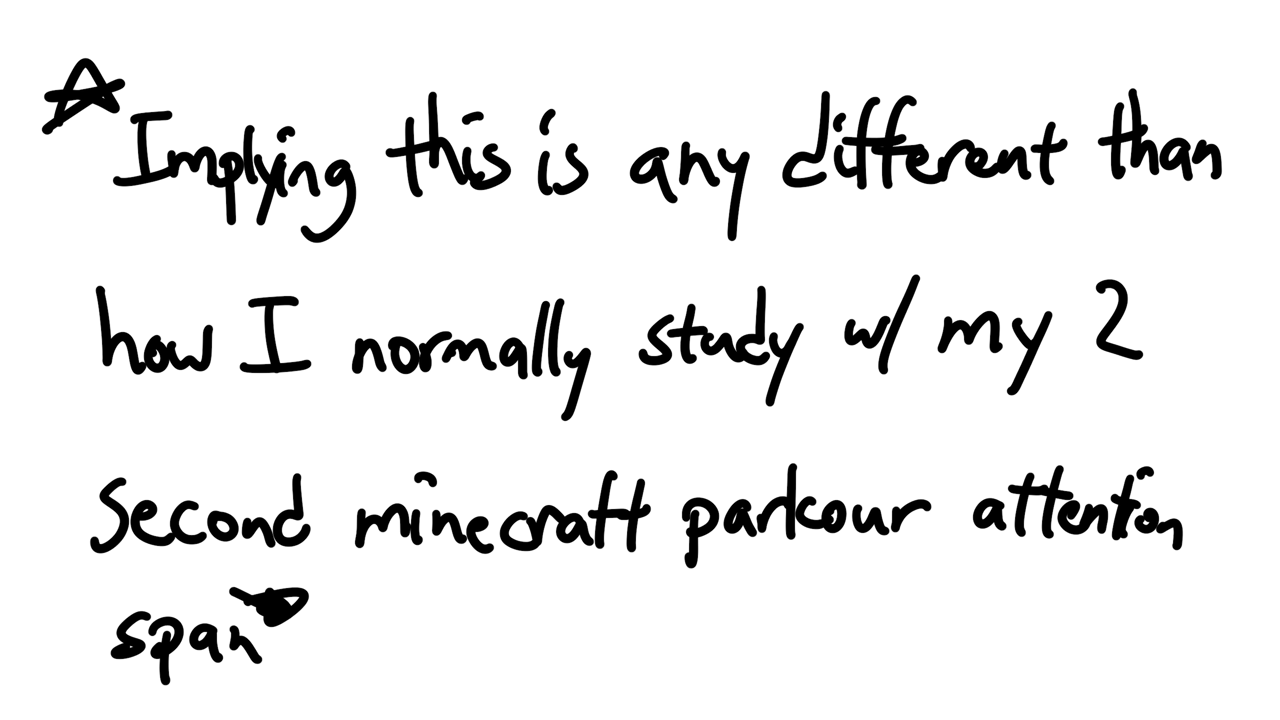 Implying this is any different than
how I normally study w/ my 2
second minecraft parkour attention
span